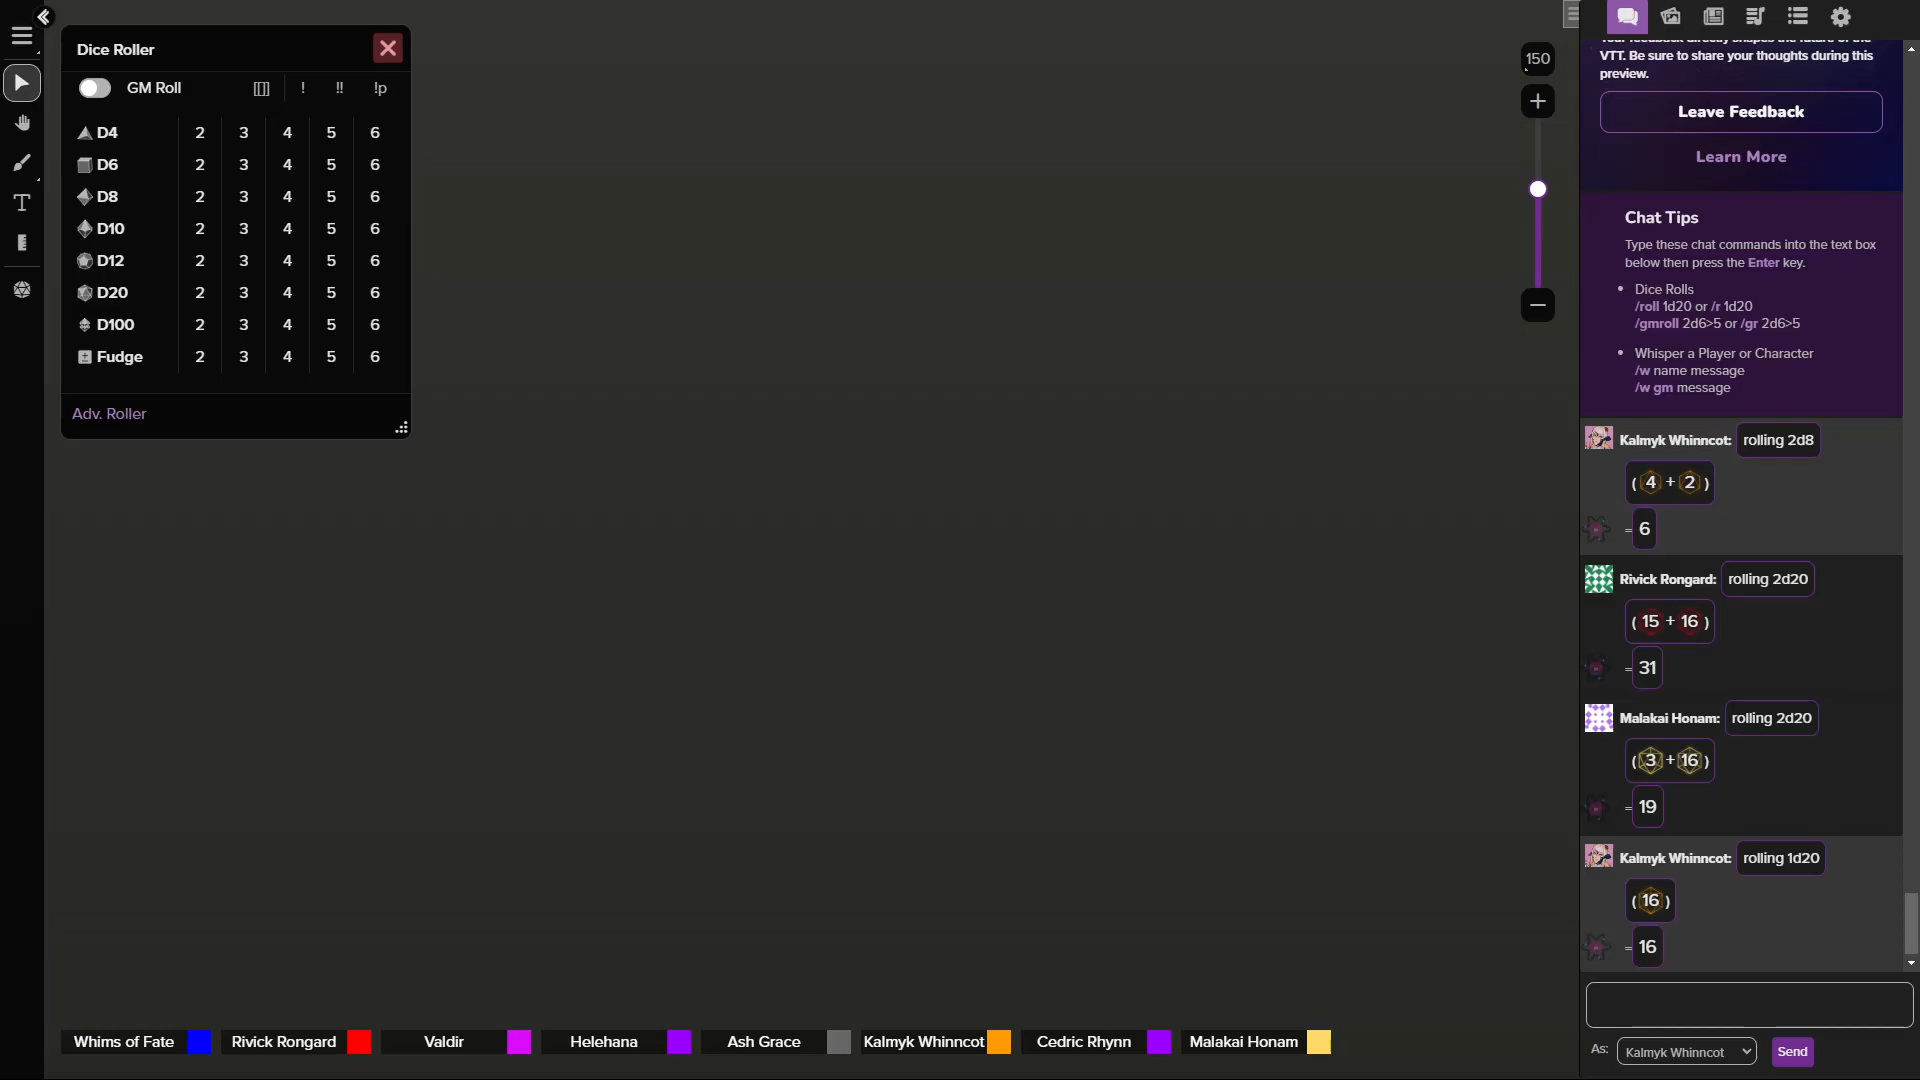 Dice Roller
GM Roll [[]] ! !! !p
D4 2 3 4 5 6
D6 2 3 4 5 6
D8 2 3 4 5 6
D10 2 3 4 5 6
D12 2 3 4 5 6
D20 2 3 4 5 6
D100 2 3 4 5 6
Fudge 2 3 4 5 6
Adv. Roller
150
VTT. Be sure to share your thoughts during this
preview.
Leave Feedback
Learn More
Chat Tips
Type these chat commands into the text box
below then press the Enter key.
• Dice Rolls
/roll 1d20 or /r 1d20
/gmroll 2d6>5 or /gr 2d6>5
• Whisper a Player or Character
/w name message
/w gm message
Kalmyk Whinncot: rolling 2d8
(4 + 2)
= 6
Rivick Rongard: rolling 2d20
(15 + 16)
= 31
Malakai Honam: rolling 2d20
(3 + 16)
= 19
Kalmyk Whinncot: rolling 1d20
(16)
= 16
As: Kalmyk Whinncot Send
Whims of Fate Rivick Rongard Valdir Helehana Ash Grace Kalmyk Whinncot Cedric Rhynn Malakai Honam